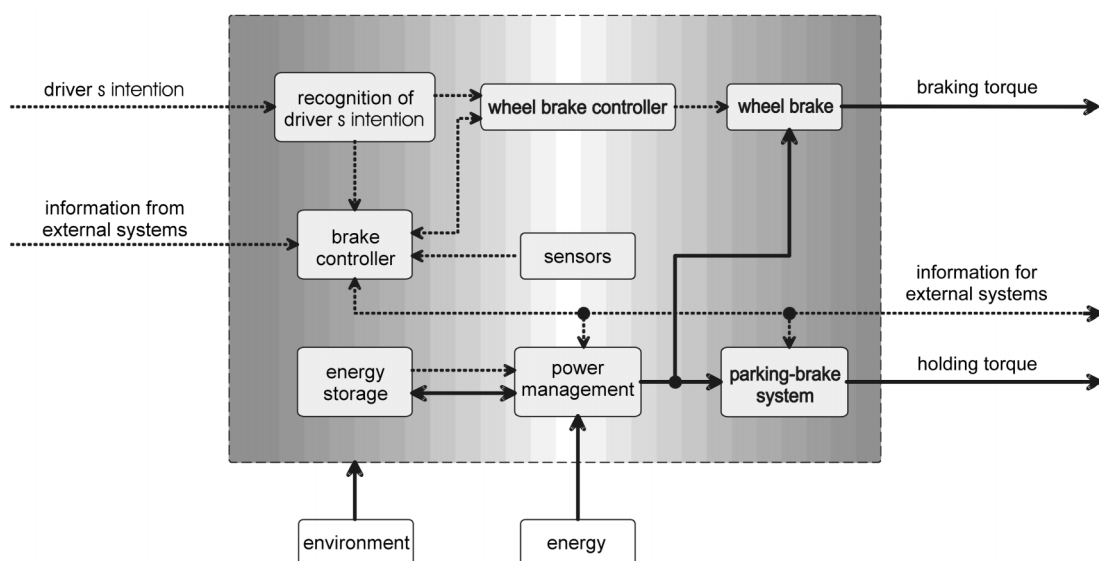 driver s intention
recognition of
driver s intention
wheel brake controller
wheel brake
braking torque
information from
external systems
brake
controller
sensors
information for
external systems
energy
storage
power
management
parking-brake
system
holding torque
environment
energy